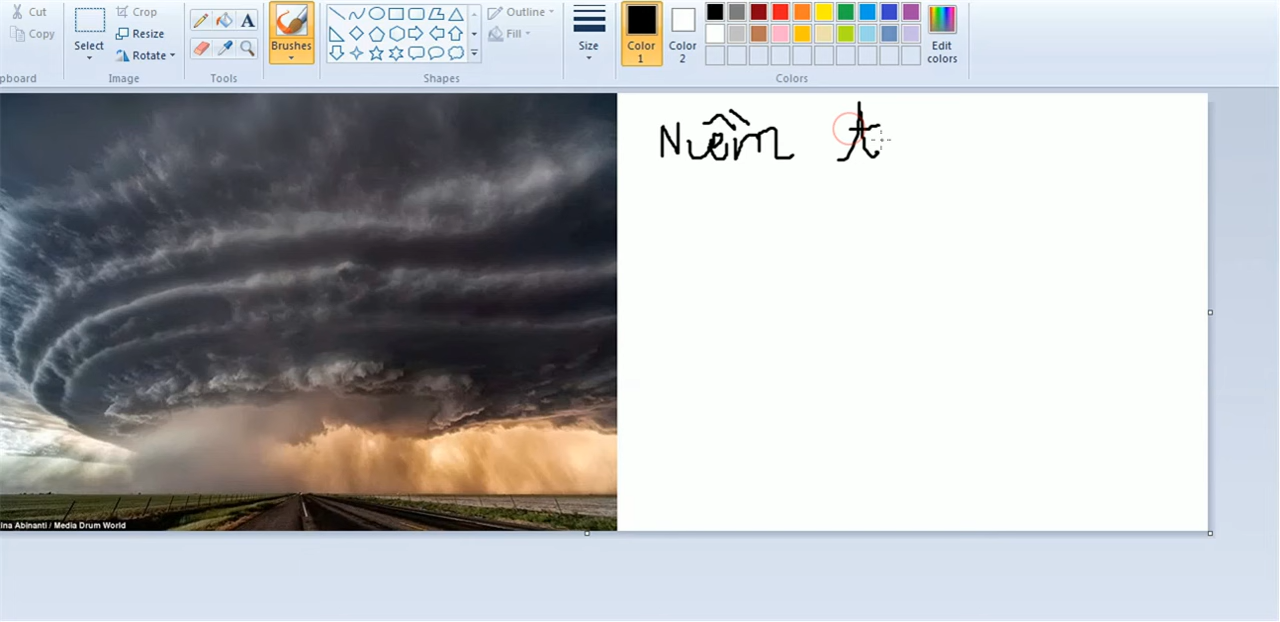 Cut
Copy
pboard
Select
Crop
Resize
Rotate
Image
A
Tools
Brushes
Outline
Fill
Shapes
Size
Color 1
Color 2
Edit colors
Colors
Niềm t
ina Abinanti / Media Drum World